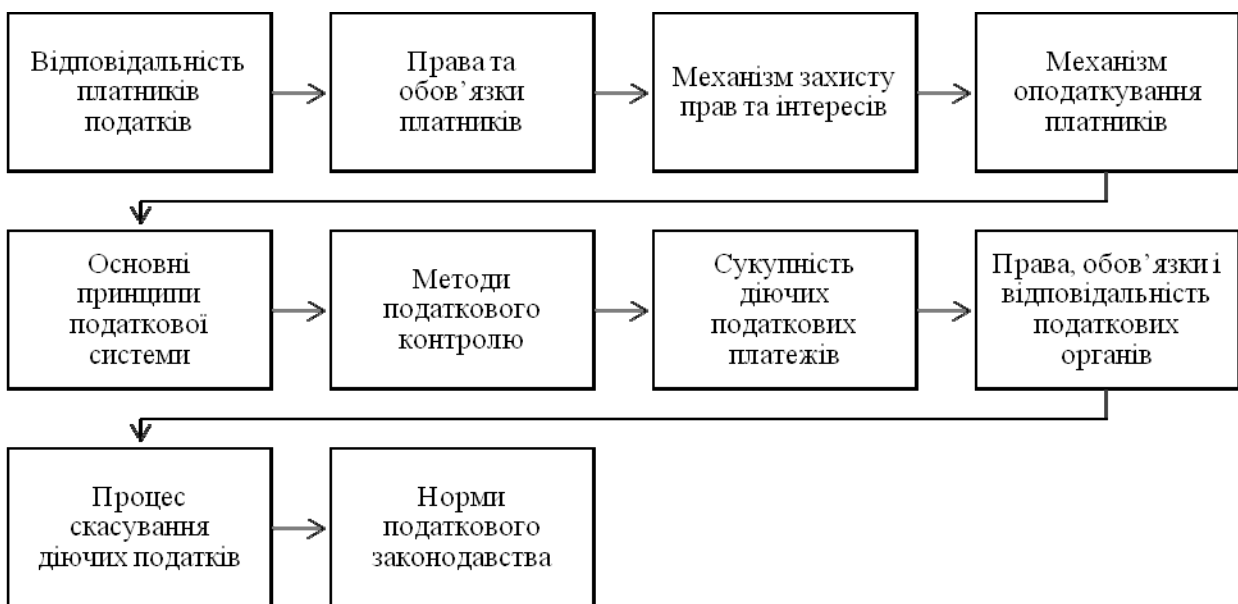 Відповідальність
платників
податків
Права та
обов’язки
платників
Механізм захисту
прав та інтересів
Механізм
оподаткування
платників
Основні
принципи
податкової
системи
Методи
податкового
контролю
Сукупність
діючих
податкових
платежів
Права, обов’язки і
відповідальність
податкових
органів
Процес
скасування
діючих податків
Норми
податкового
законодавства